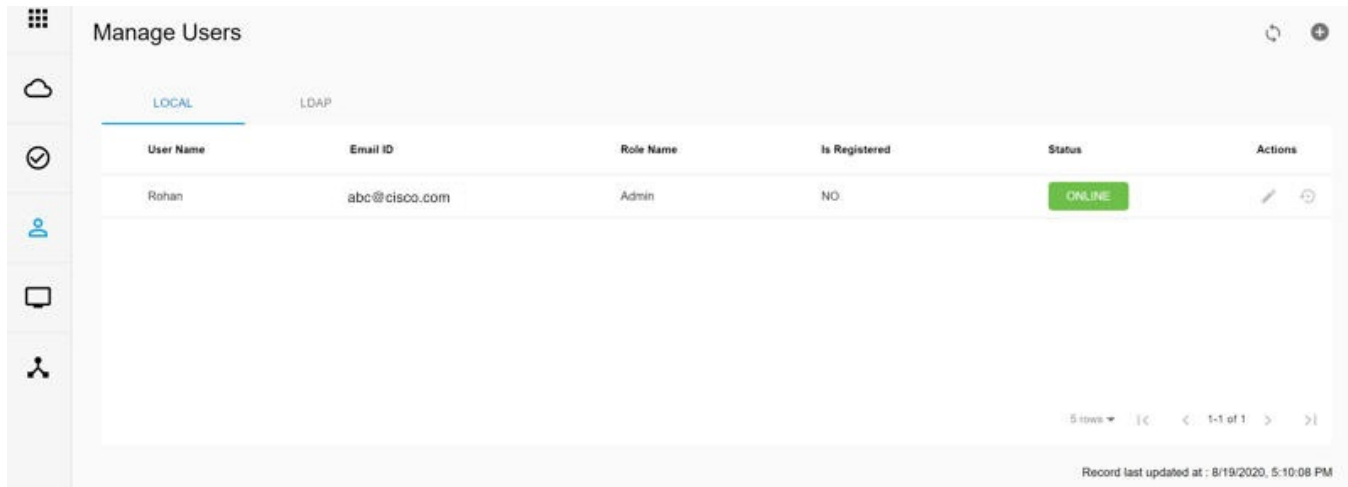 Manage Users
LOCAL LDAP
User Name Email ID Role Name Is Registered Status Actions
Rohan abc@cisco.com Admin NO ONLINE
5 rows 1-1 of 1
Record last updated at : 8/19/2020, 5:10:08 PM